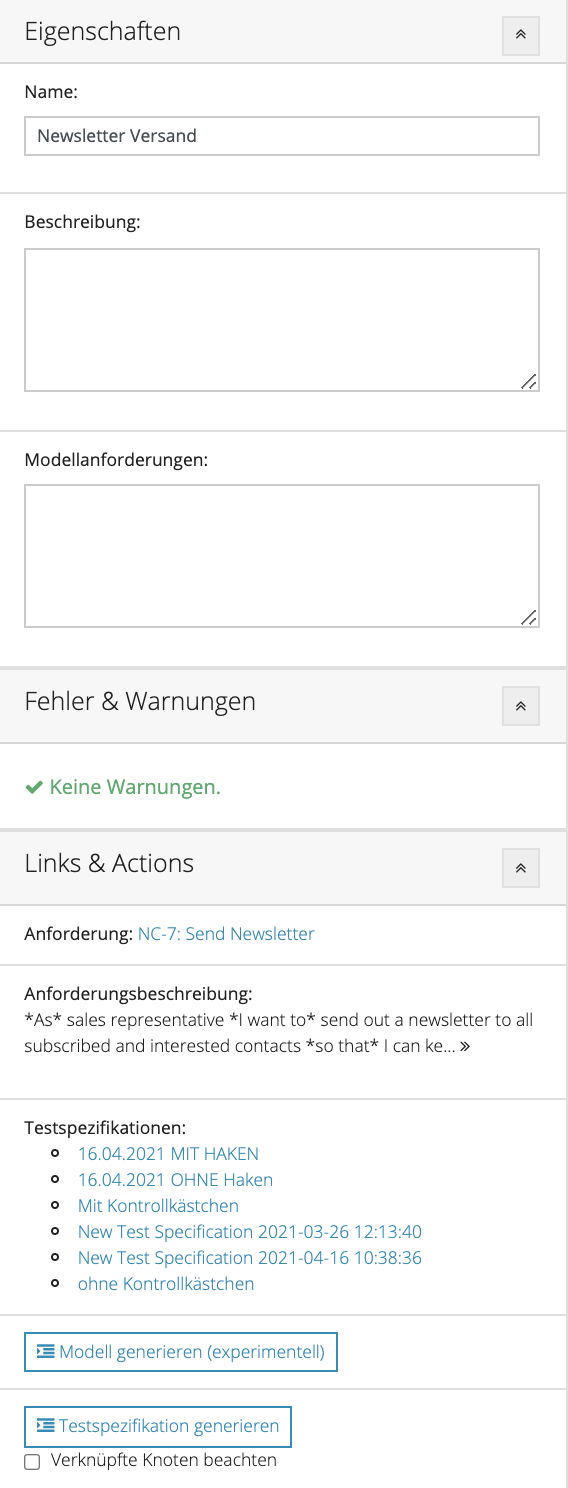 Eigenschaften
Name:
Newsletter Versand
Beschreibung:
Modellanforderungen:
Fehler & Warnungen
Keine Warnungen.
Links & Actions
Anforderung: NC-7: Send Newsletter
Anforderungsbeschreibung:
*As* sales representative *I want to* send out a newsletter to all
subscribed and interested contacts *so that* I can ke... »
Testspezifikationen:
16.04.2021 MIT HAKEN
16.04.2021 OHNE Haken
Mit Kontrollkästchen
New Test Specification 2021-03-26 12:13:40
New Test Specification 2021-04-16 10:38:36
ohne Kontrollkästchen
Modell generieren (experimentell)
Testspezifikation generieren
Verknüpfte Knoten beachten